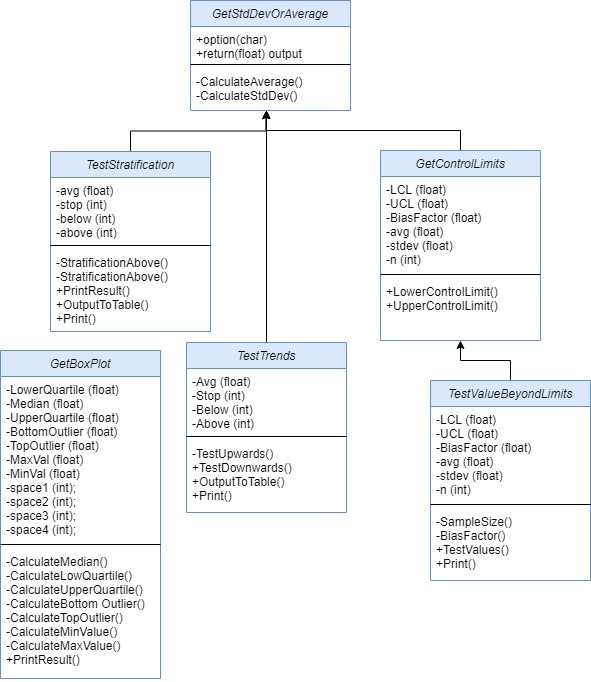 GetStdDevOrAverage
+option(char)
+return(float) output
-CalculateAverage()
-CalculateStdDev()
TestStratification
-avg (float)
-stop (int)
-below (int)
-above (int)
-StratificationAbove()
-StratificationAbove()
+PrintResult()
+OutputToTable()
+Print()
GetControlLimits
-LCL (float)
-UCL (float)
-BiasFactor (float)
-avg (float)
-stdev (float)
-n (int)
+LowerControlLimit()
+UpperControlLimit()
GetBoxPlot
-LowerQuartile (float)
-Median (float)
-UpperQuartile (float)
-BottomOutlier (float)
-TopOutlier (float)
-MaxVal (float)
-MinVal (float)
-space1 (int);
-space2 (int);
-space3 (int);
-space4 (int);
-CalculateMedian()
-CalculateLowQuartile()
-CalculateUpperQuartile()
-CalculateBottom Outlier()
-CalculateTopOutlier()
-CalculateMinValue()
-CalculateMaxValue()
+PrintResult()
TestTrends
-Avg (float)
-Stop (int)
-Below (int)
-Above (int)
-TestUpwards()
+TestDownwards()
+OutputToTable()
+Print()
TestValueBeyondLimits
-LCL (float)
-UCL (float)
-BiasFactor (float)
-avg (float)
-stdev (float)
-n (int)
-SampleSize()
-BiasFactor()
+TestValues()
+Print()